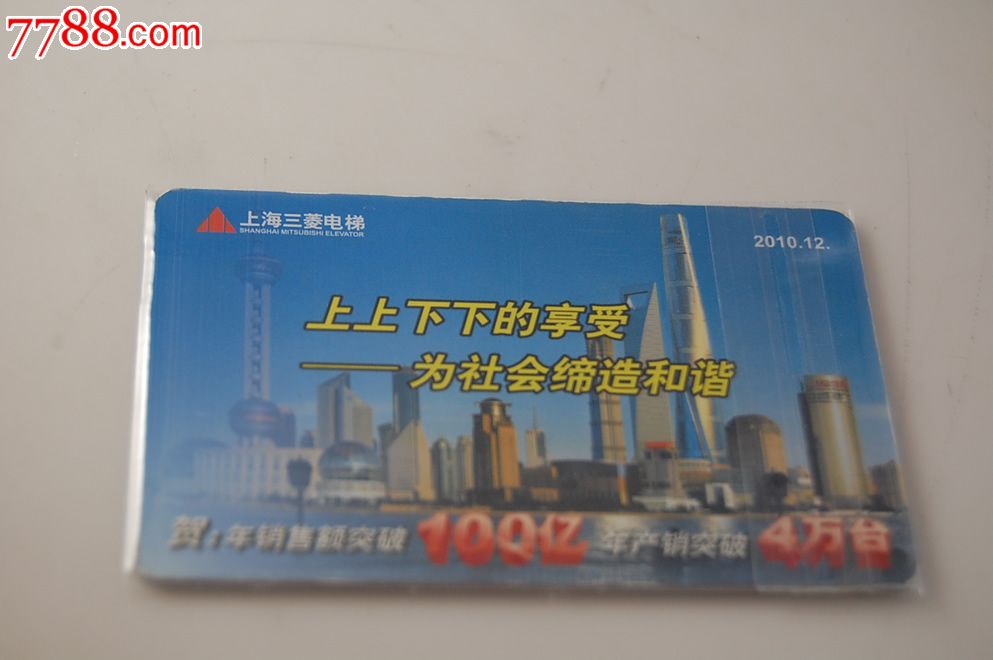 7788.com
上海三菱电梯
SHANGHAI MITSUBISHI ELEVATOR
2010.12.
上上下下的享受
——为社会缔造和谐
贺:年销售额突破100亿 年产销突破4万台